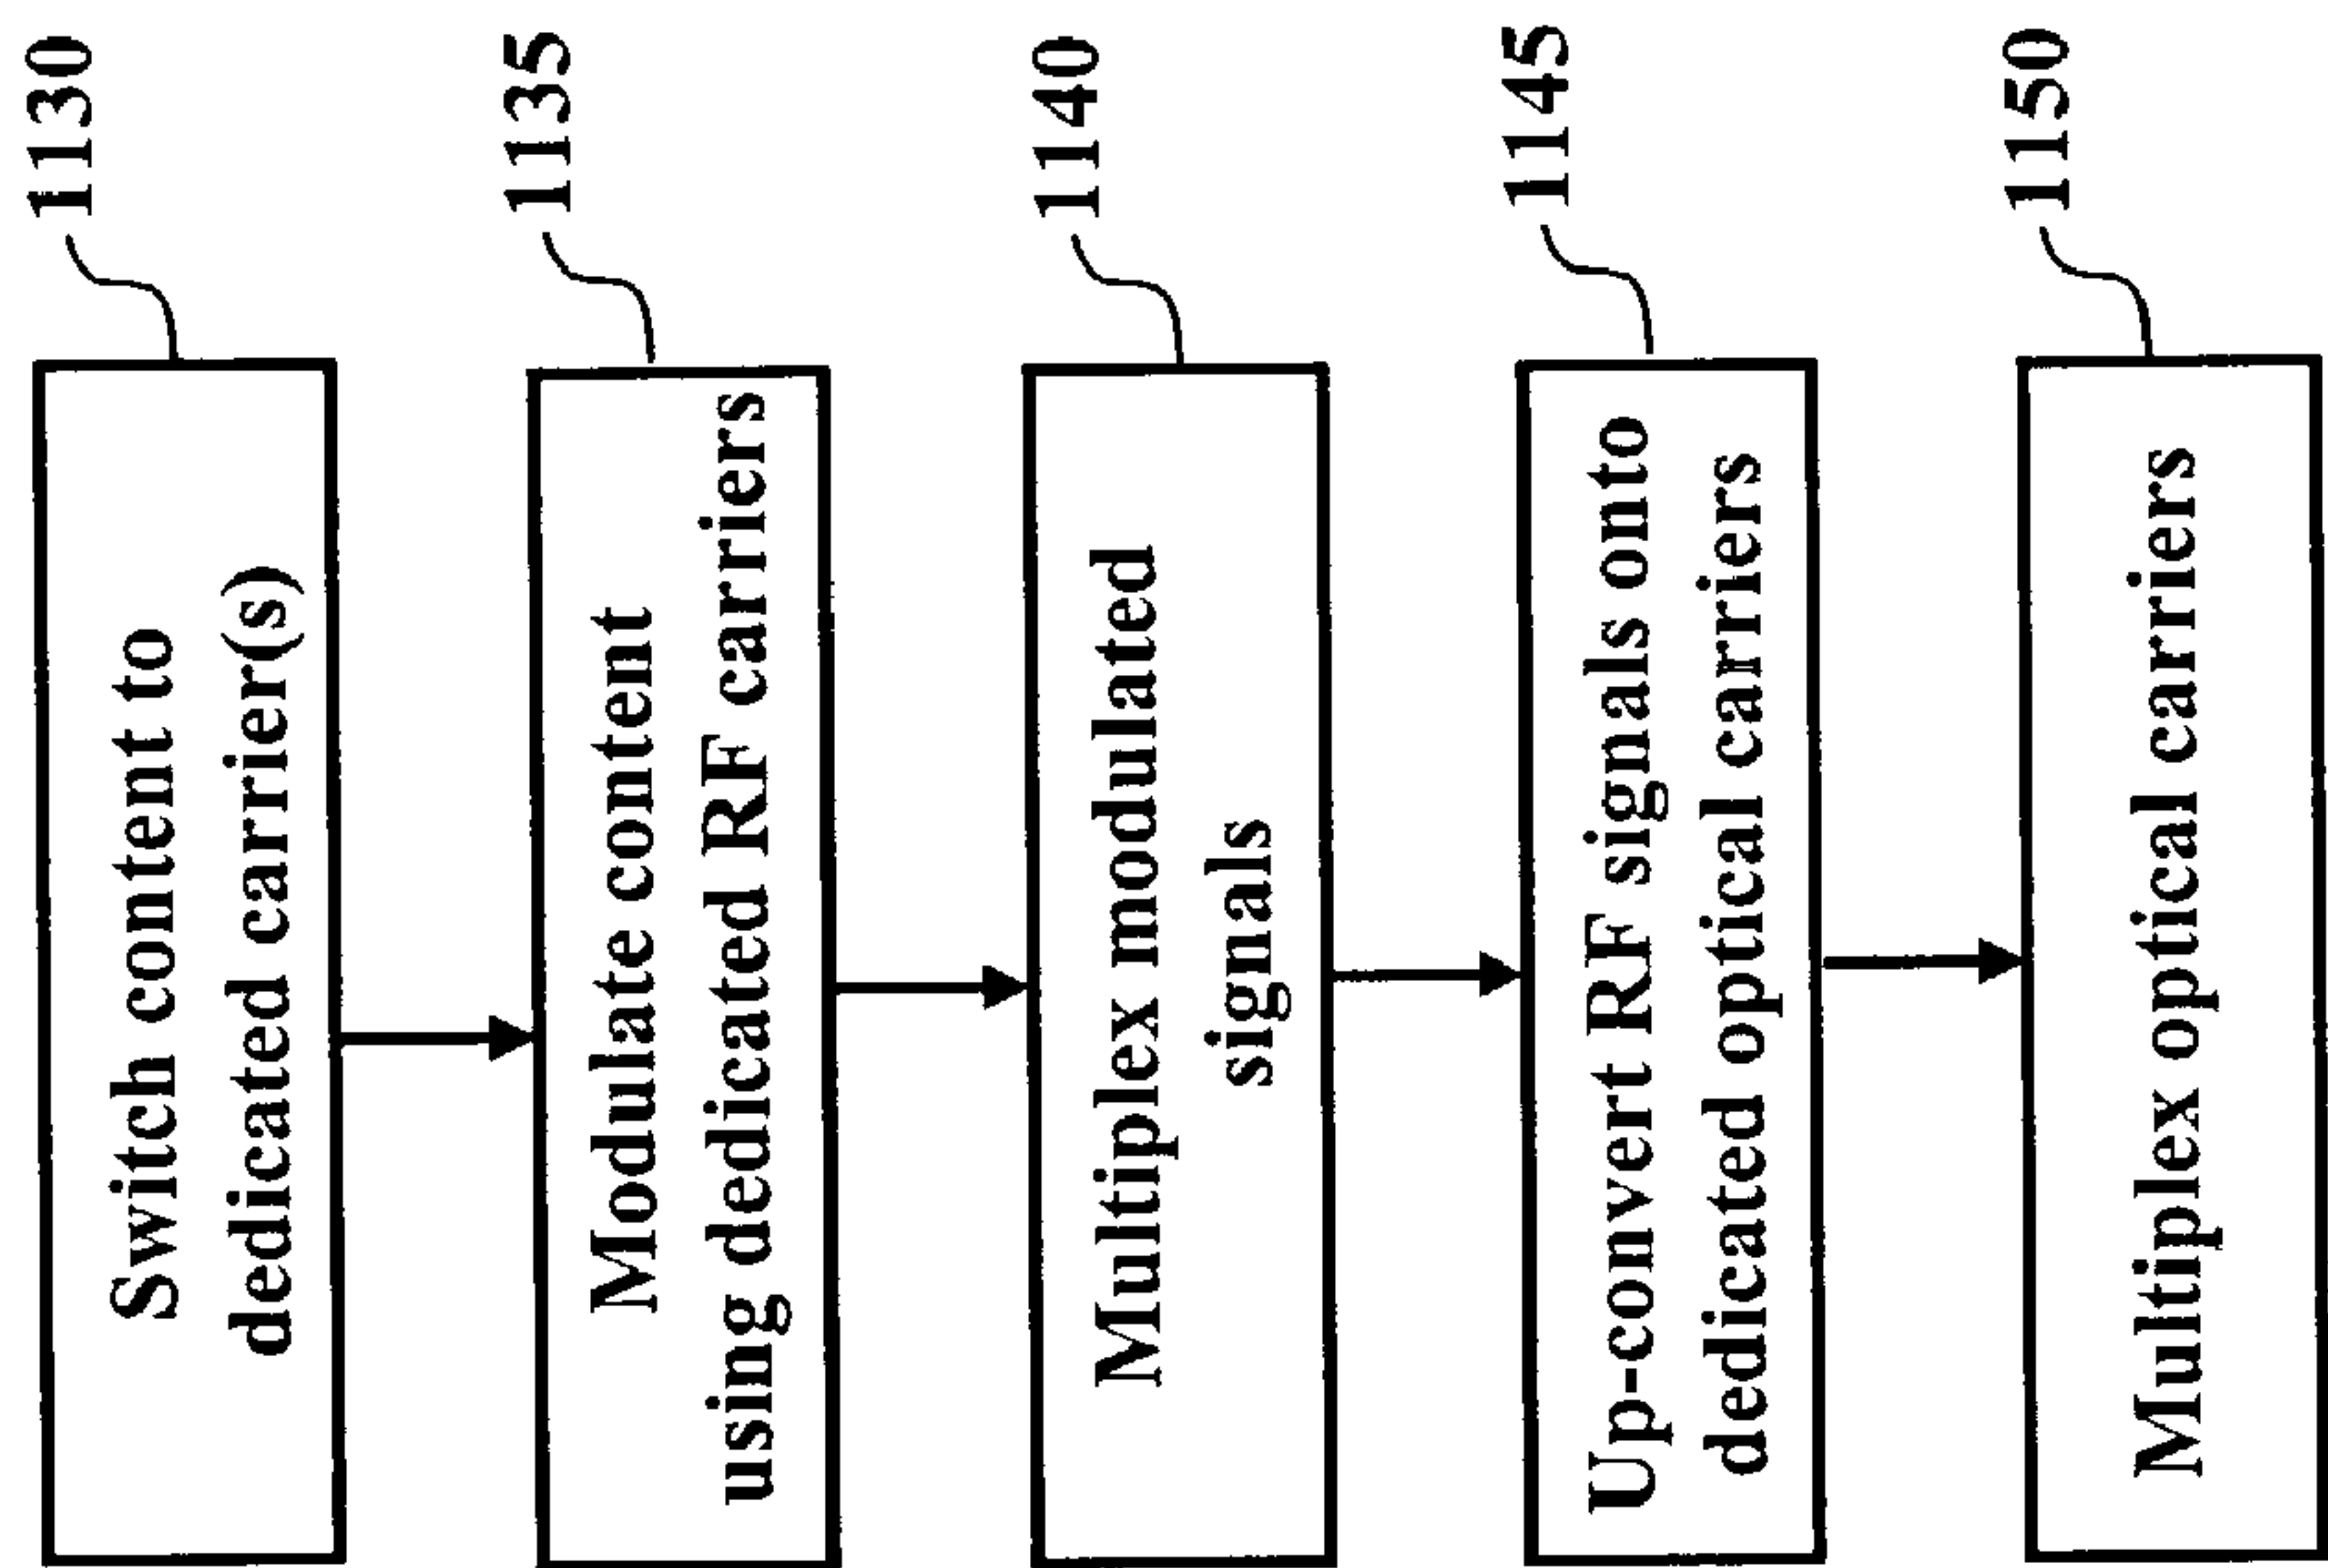 1130
Switch content to
dedicated carrier(s)
1135
Modulate content
using dedicated RF carriers
1140
Multiplex modulated
signals
1145
Up-convert RF signals onto
dedicated optical carriers
1150
Multiplex optical carriers